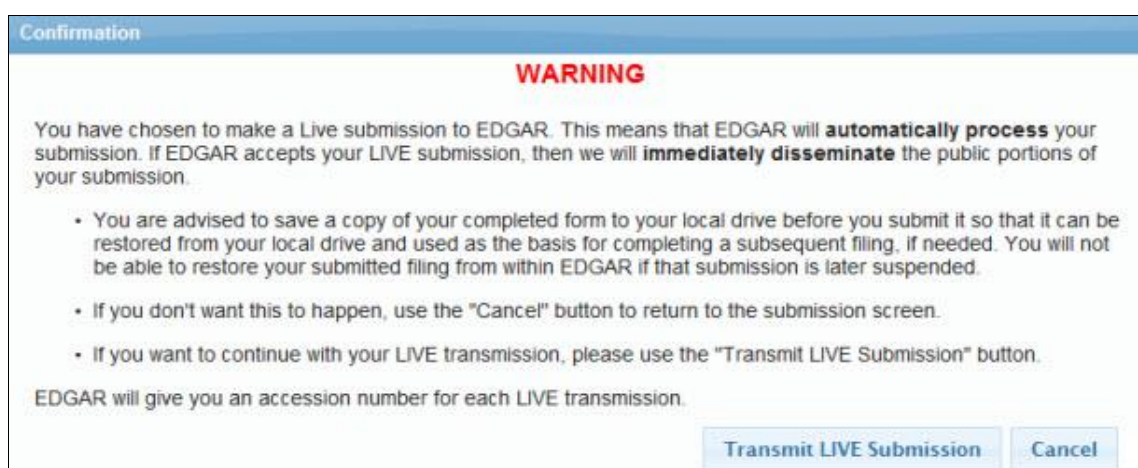 Confirmation
WARNING
You have chosen to make a Live submission to EDGAR. This means that EDGAR will automatically process your
submission. If EDGAR accepts your LIVE submission, then we will immediately disseminate the public portions of
your submission.
• You are advised to save a copy of your completed form to your local drive before you submit it so that it can be
restored from your local drive and used as the basis for completing a subsequent filing, if needed. You will not
be able to restore your submitted filing from within EDGAR if that submission is later suspended.
• If you don't want this to happen, use the "Cancel" button to return to the submission screen.
• If you want to continue with your LIVE transmission, please use the "Transmit LIVE Submission" button.
EDGAR will give you an accession number for each LIVE transmission.
Transmit LIVE Submission Cancel